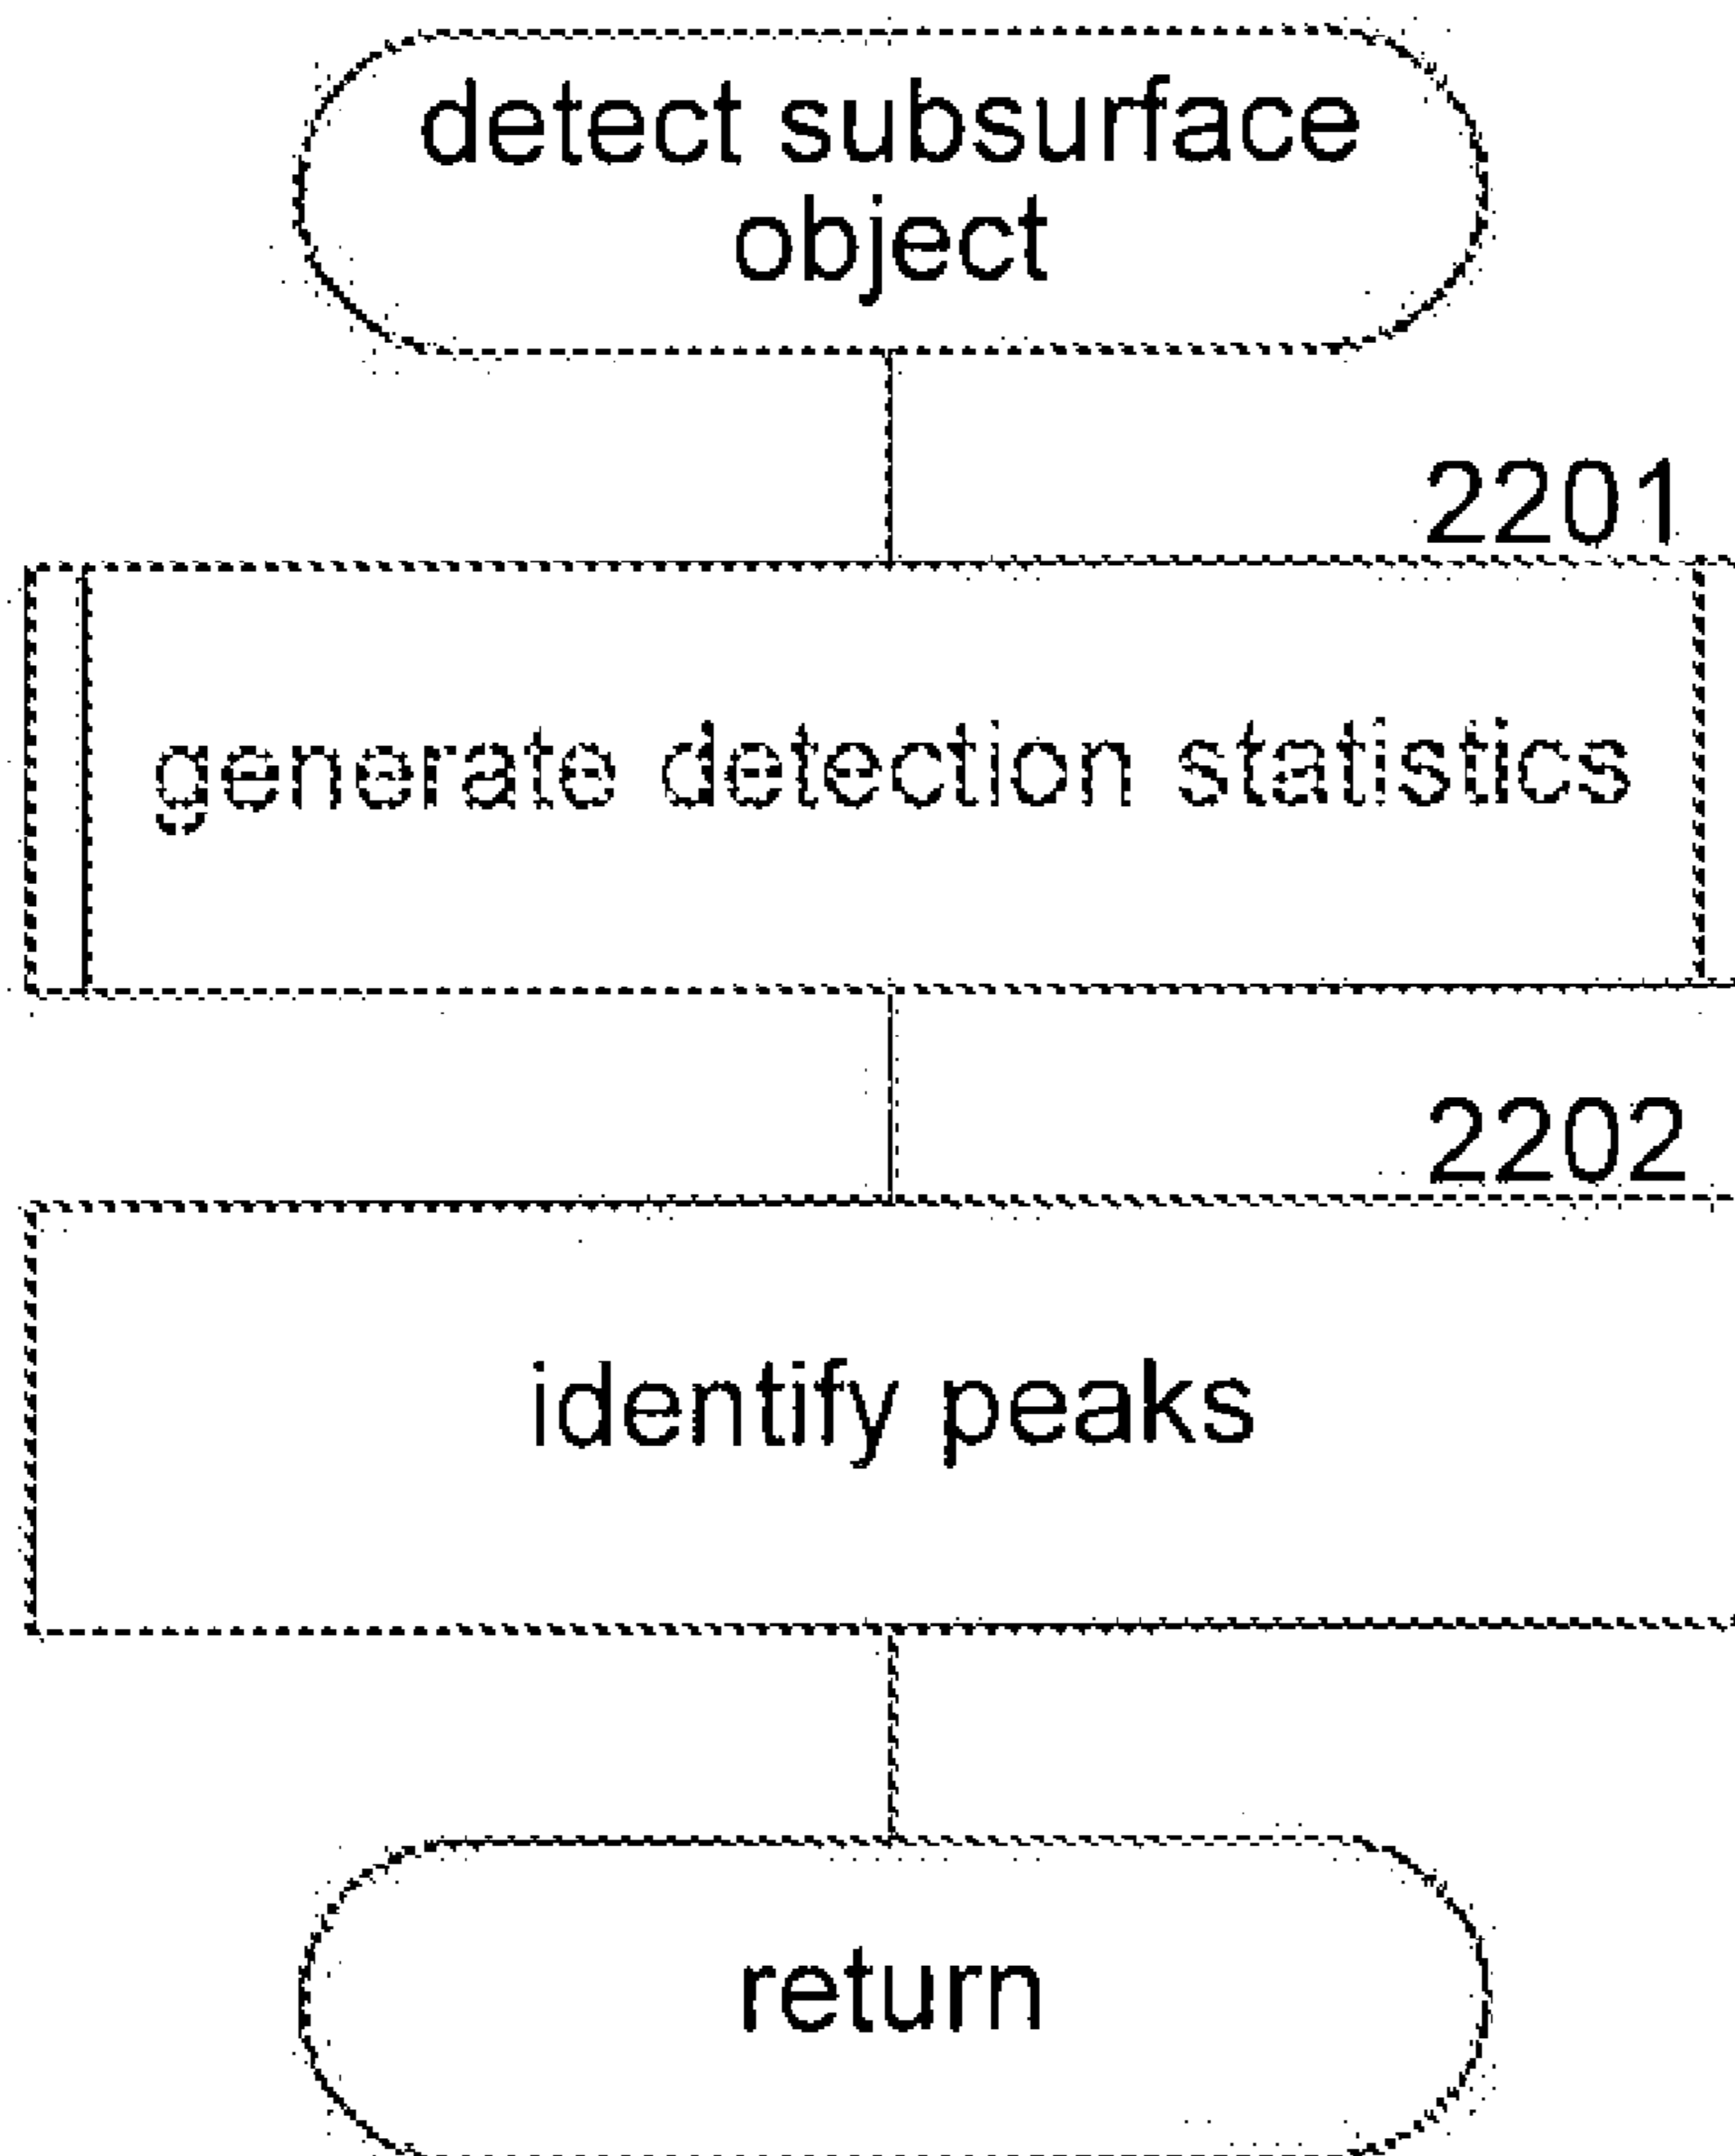 detect subsurface
object
2201
generate detection statistics
2202
identify peaks
return